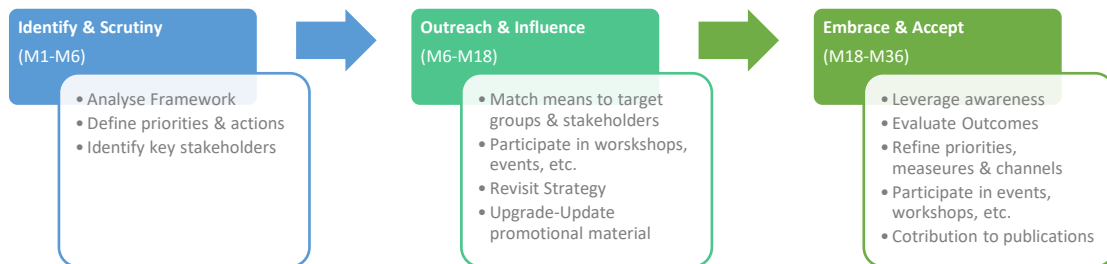 Identify & Scrutiny
(M1-M6)
• Analyse Framework
• Define priorities & actions
• Identify key stakeholders
Outreach & Influence
(M6-M18)
• Match means to target
groups & stakeholders
• Participate in worskshops,
events, etc.
• Revisit Strategy
• Upgrade-Update
promotional material
Embrace & Accept
(M18-M36)
• Leverage awareness
• Evaluate Outcomes
• Refine priorities,
measeures & channels
• Participate in events,
workshops, etc.
• Cotribution to publications